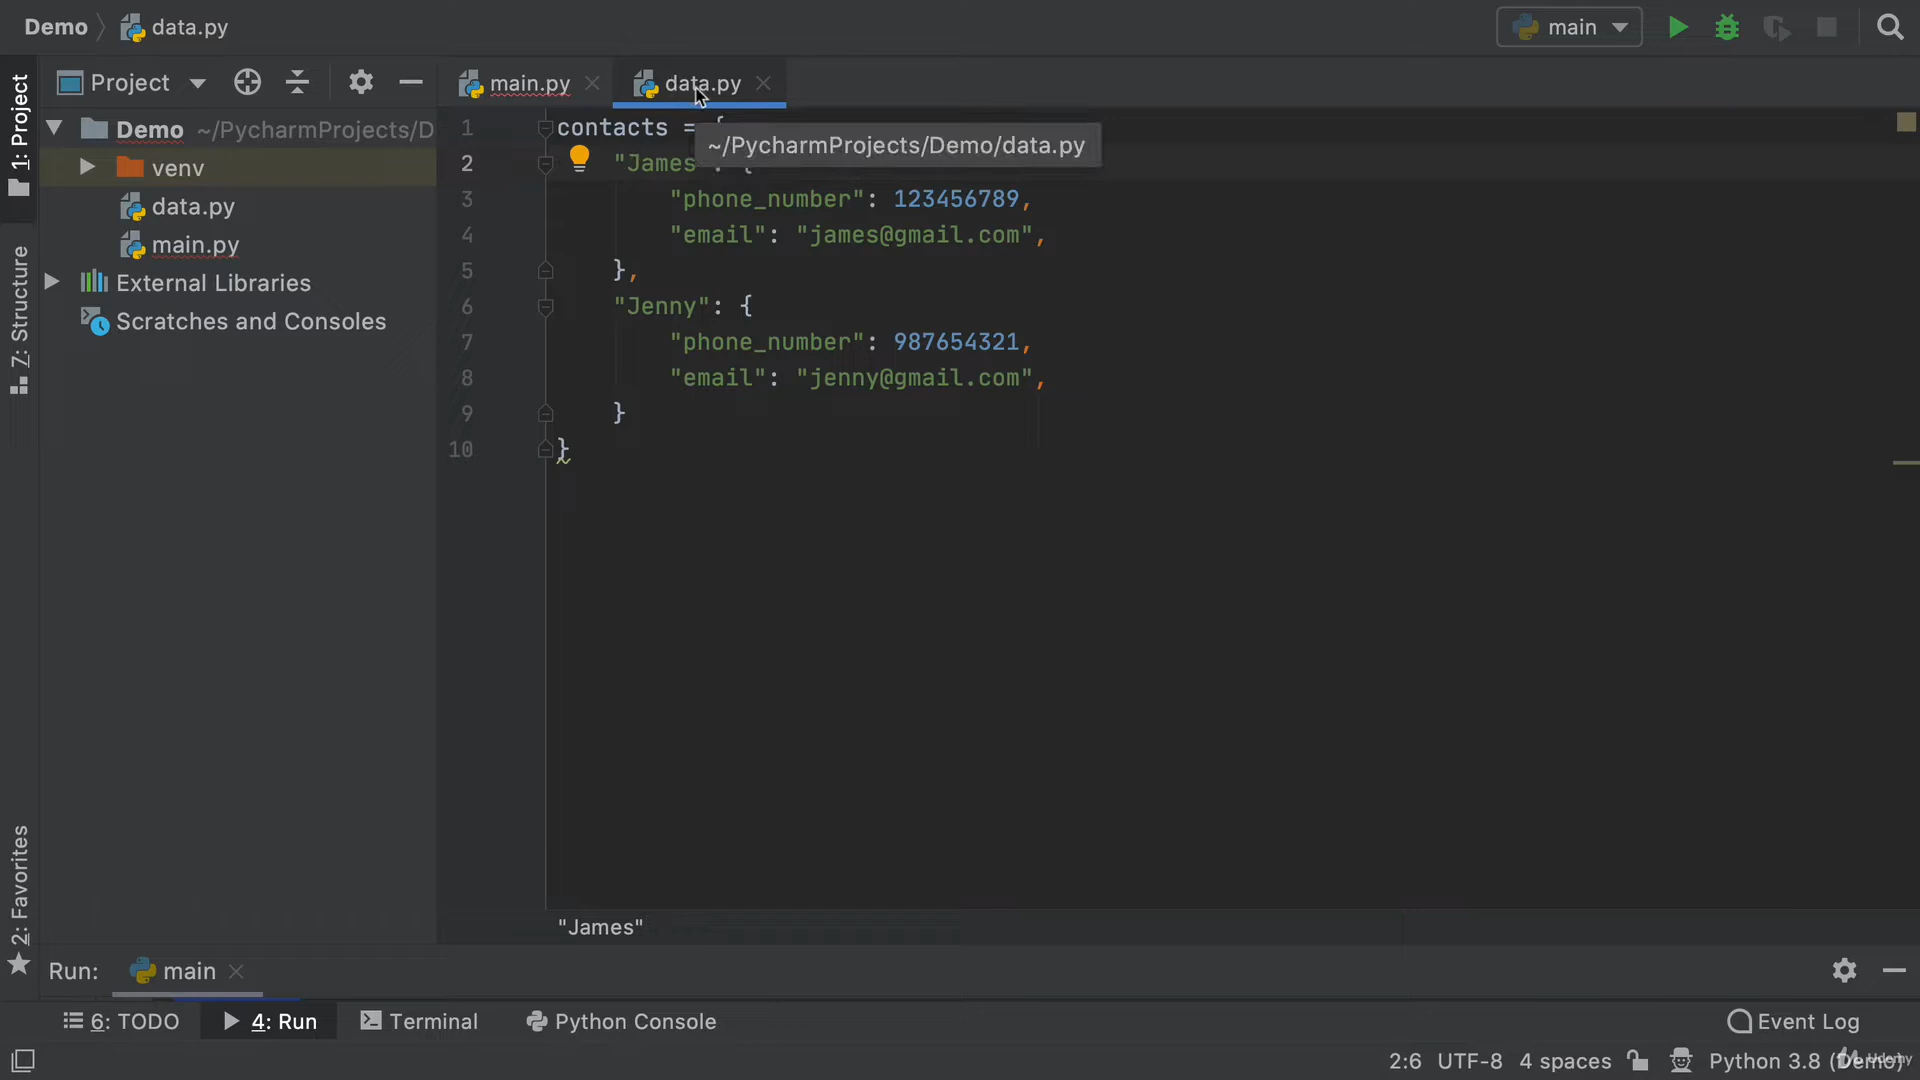 Demo data.py main
1: Project
Project
main.py data.py
Demo ~/PycharmProjects/D
venv
data.py
main.py
External Libraries
Scratches and Consoles
7: Structure
2: Favorites
1 contacts = {
~/PycharmProjects/Demo/data.py
2 "James": {
3 "phone_number": 123456789,
4 "email": "james@gmail.com",
5 },
6 "Jenny": {
7 "phone_number": 987654321,
8 "email": "jenny@gmail.com",
9 }
10 }
"James"
Run: main
6: TODO 4: Run Terminal Python Console Event Log
2:6 UTF-8 4 spaces Python 3.8 (Demo)
Udemy